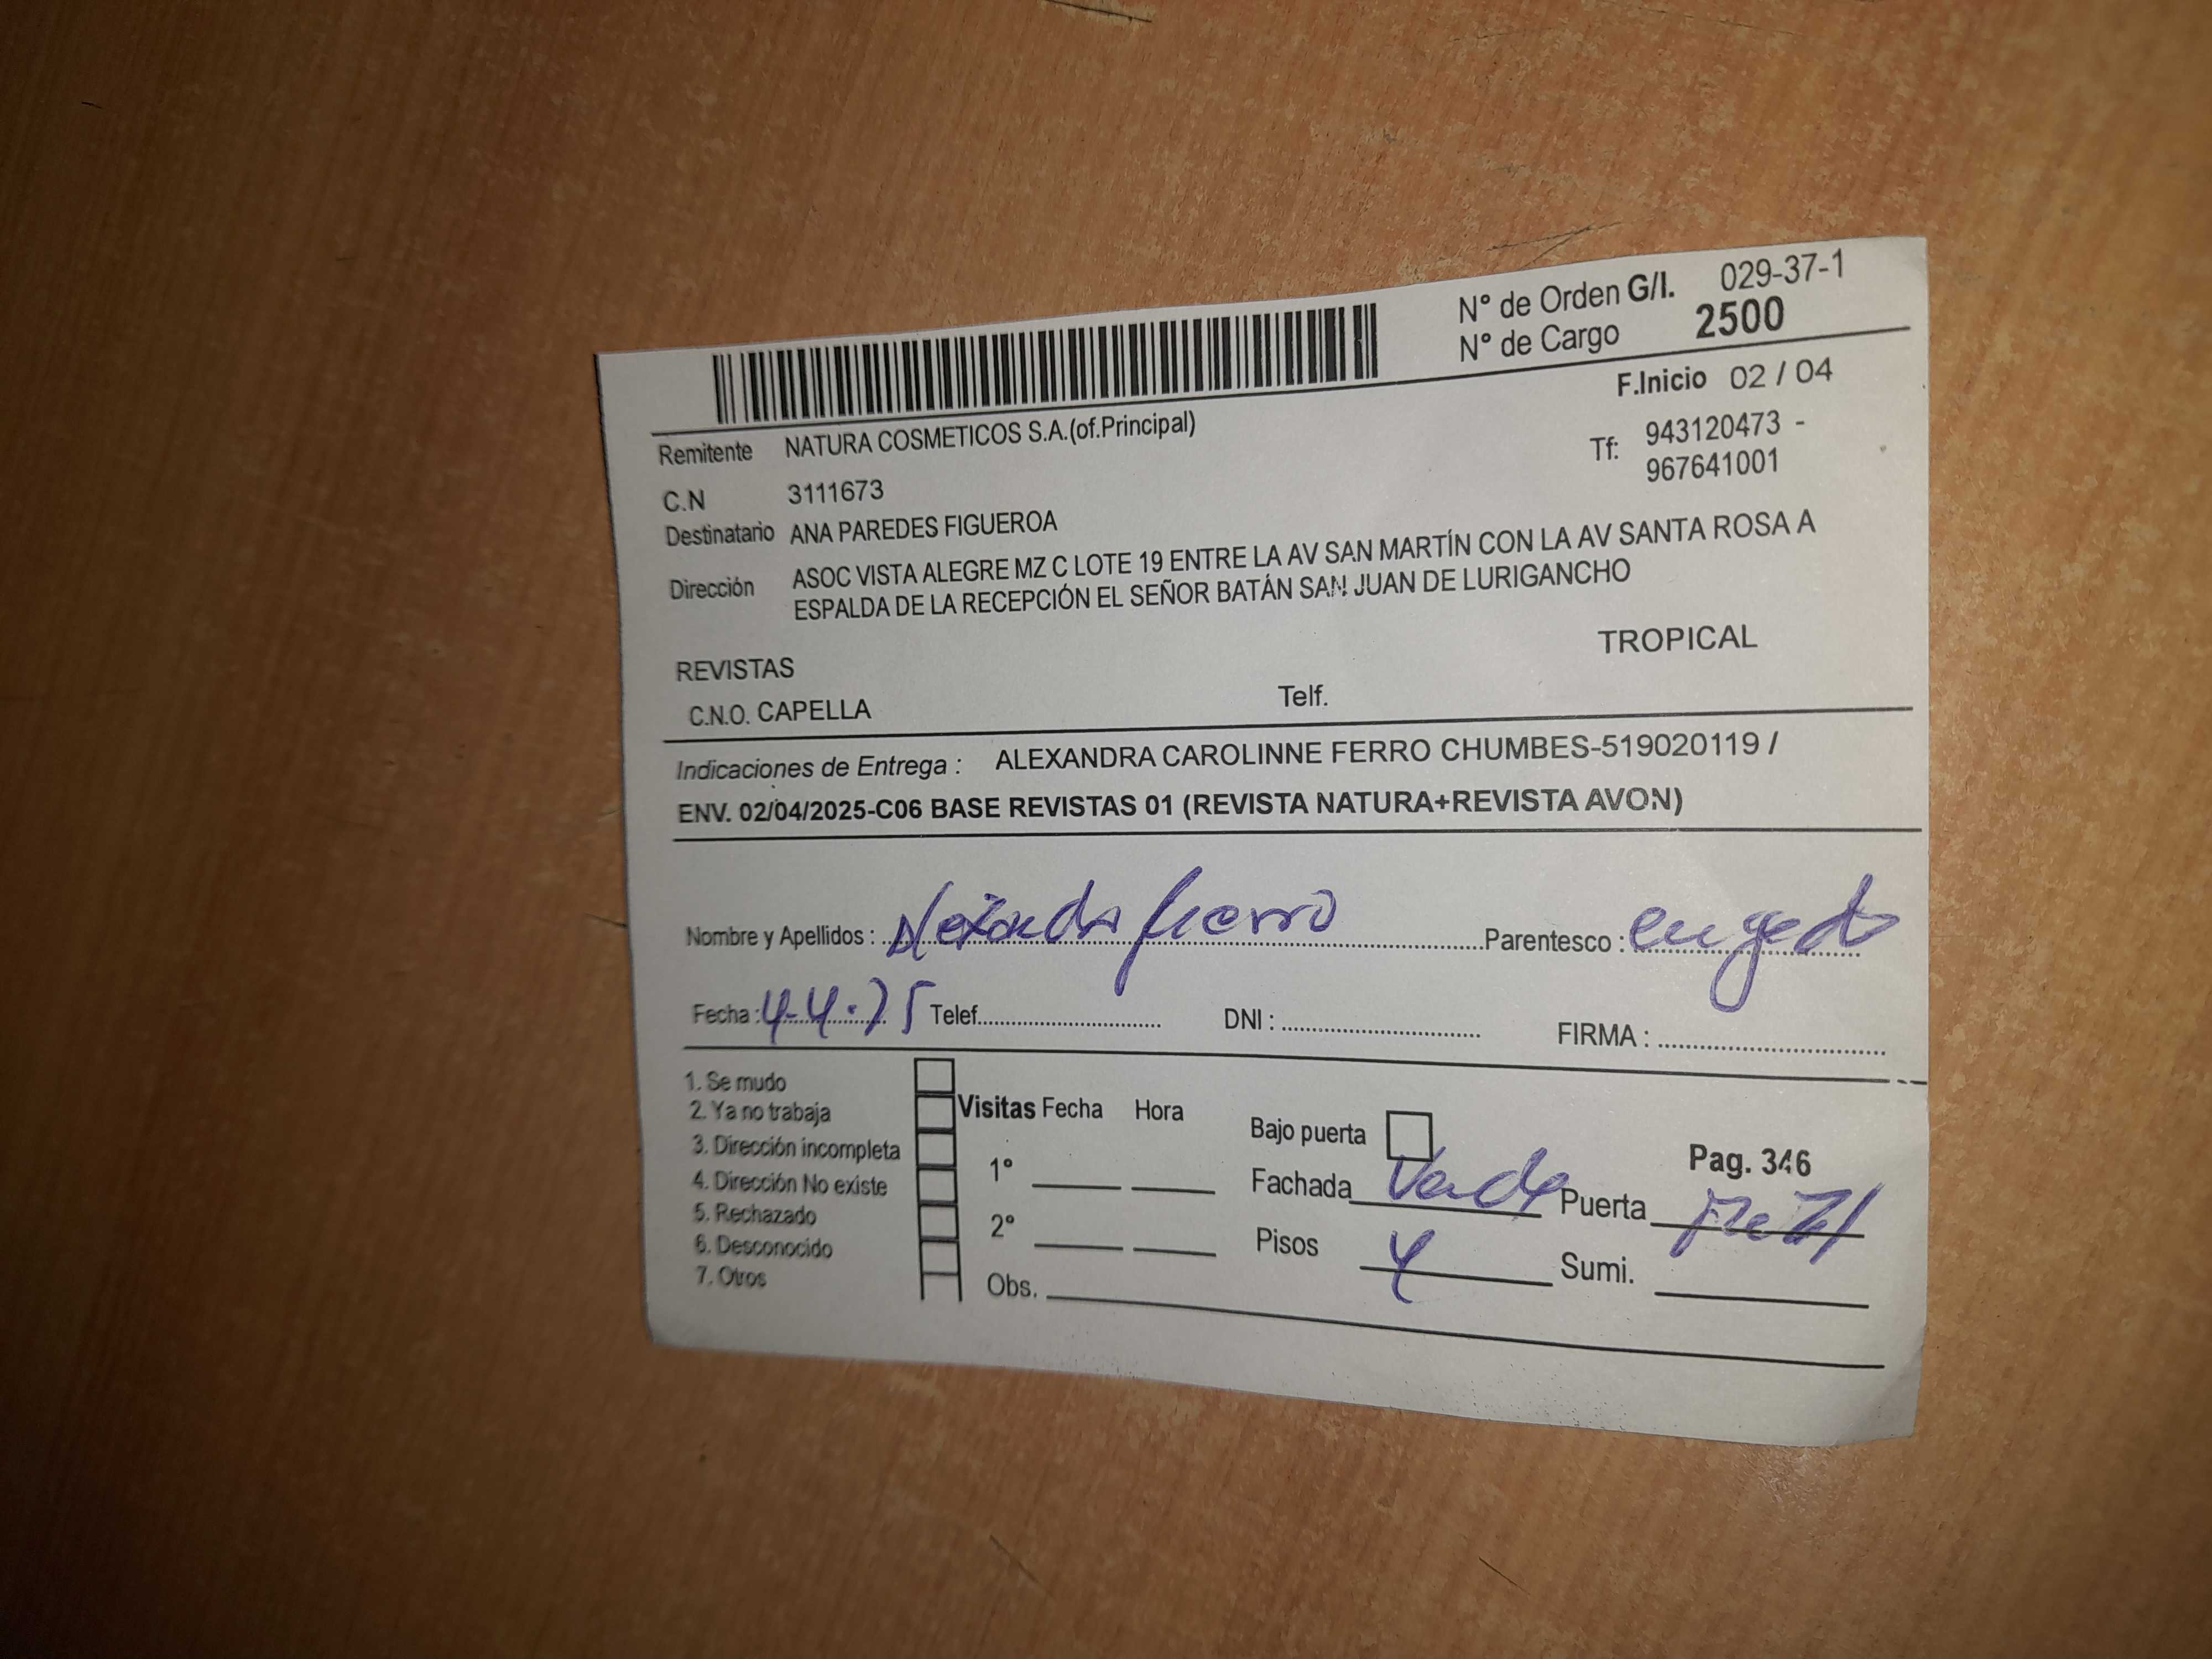 N° de Orden G/I. 029-37-1
N° de Cargo 2500
F.Inicio 02 / 04
Remitente NATURA COSMETICOS S.A.(of.Principal)
Tf: 943120473 -
967641001
C.N 3111673
Destinatario ANA PAREDES FIGUEROA
Dirección ASOC VISTA ALEGRE MZ C LOTE 19 ENTRE LA AV SAN MARTÍN CON LA AV SANTA ROSA A
ESPALDA DE LA RECEPCIÓN EL SEÑOR BATÁN SAN JUAN DE LURIGANCHO
TROPICAL
REVISTAS
C.N.O. CAPELLA Telf.
Indicaciones de Entrega : ALEXANDRA CAROLINNE FERRO CHUMBES-519020119 /
ENV. 02/04/2025-C06 BASE REVISTAS 01 (REVISTA NATURA+REVISTA AVON)
Nombre y Apellidos : Alexandra fierro Parentesco :
Fecha : 4-4-25 Telef. DNI : FIRMA :
1. Se mudo
2. Ya no trabaja
3. Dirección incompleta
4. Dirección No existe
5. Rechazado
6. Desconocido
7. Otros
Visitas Fecha Hora
1°
2°
Obs.
Bajo puerta
Pag. 346
Fachada Verde Puerta
Pisos 4 Sumi.